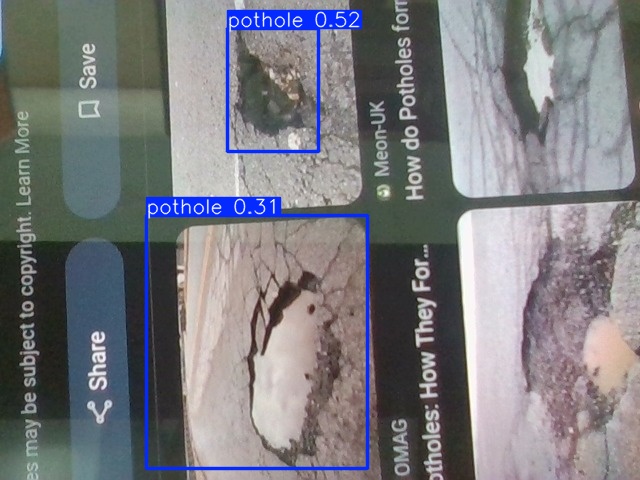 pothole 0.52
pothole 0.31
es may be subject to copyright. Learn More
Share
Save
OMAG
otholes: How They For...
Meon-UK
How do Potholes for